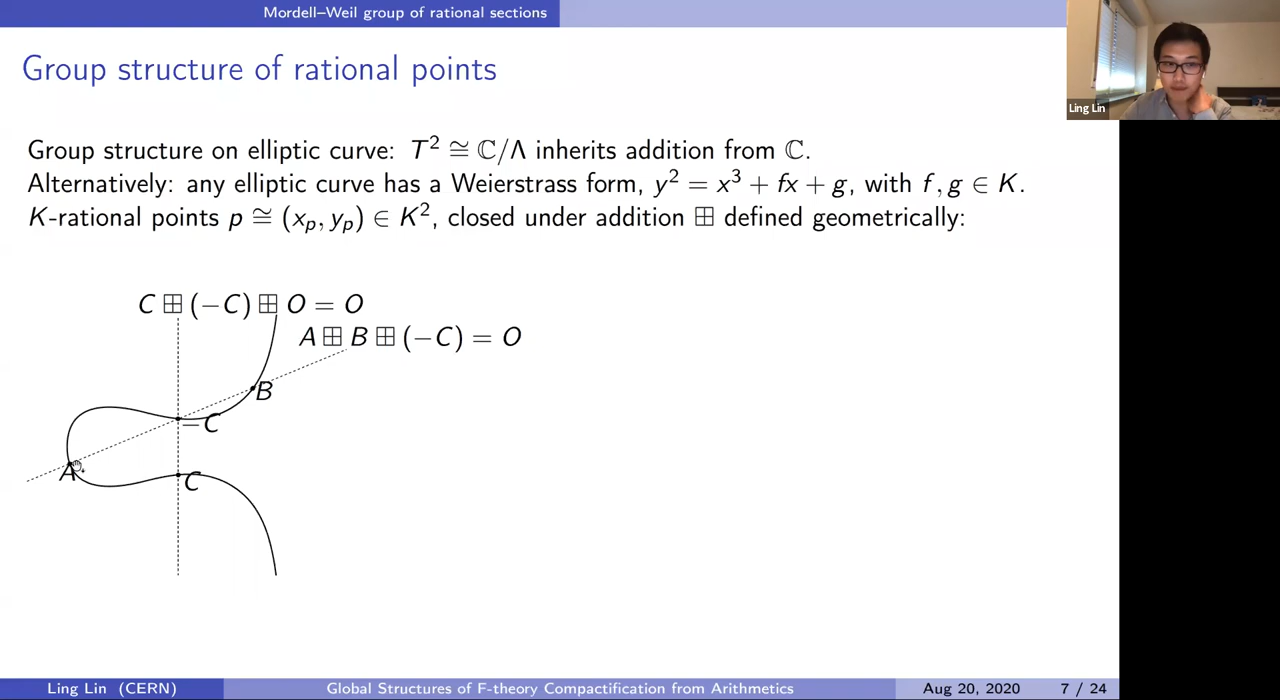 Mordell–Weil group of rational sections
Ling Lin
Group structure of rational points
Group structure on elliptic curve: T² ≅ ℂ/Λ inherits addition from ℂ.
Alternatively: any elliptic curve has a Weierstrass form, y² = x³ + fx + g, with f, g ∈ K.
K-rational points p ≅ (xₚ, yₚ) ∈ K², closed under addition ⊞ defined geometrically:
C ⊞ (−C) ⊞ O = O
A ⊞ B ⊞ (−C) = O
B
−C
A
C
Ling Lin (CERN) Global Structures of F-theory Compactification from Arithmetics Aug 20, 2020 7 / 24